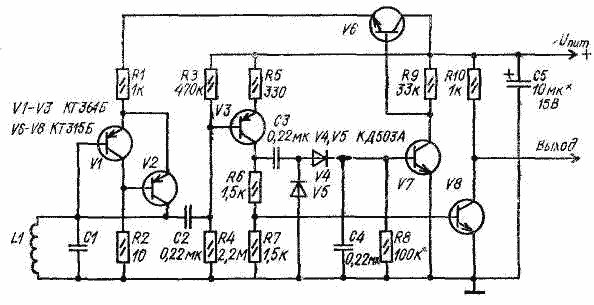 V6
-Uпит +
R1
1к
R3
470к
R5
330
R9
33к
R10
1к
C5
10мк×
15В
V1-V3 КТ364Б
V6-V8 КТ315Б
V3
C3
0,22мк
V4,V5 КД503А
Выход
V1
V2
R6
1,5к
V4
V5
V7
V8
L1
C1
R2
10
C2
0,22мк
R4
2,2М
R7
1,5к
C4
0,22мк
R8
100к*